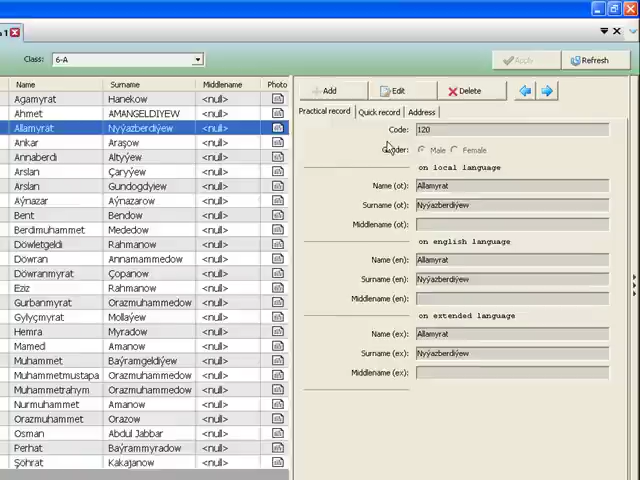 a 1
Class: 6-A Apply Refresh
Name Surname Middlename Photo
Agamyrat Hanekow <null>
Ahmet AMANGELDIYEW <null>
Allamyrat Nyýazberdiýew <null>
Ankar Araşow <null>
Annaberdi Altyýew <null>
Arslan Çaryýew <null>
Arslan Gundogdyýew <null>
Aýnazar Aýnazarow <null>
Bent Bendow <null>
Berdimuhammet Mededow <null>
Döwletgeldi Rahmanow <null>
Döwran Annamammedow <null>
Döwranmyrat Çopanow <null>
Eziz Rahmanow <null>
Gurbanmyrat Orazmuhammedow <null>
Gylyçmyrat Mollaýew <null>
Hemra Myradow <null>
Mamed Amanow <null>
Muhammet Baýramgeldiýew <null>
Muhammetmustapa Orazmuhammedow <null>
Muhammetrahym Orazmuhammedow <null>
Nurmuhammet Amanow <null>
Orazmuhammet Orazow <null>
Osman Abdul Jabbar <null>
Perhat Baýrammyradow <null>
Şöhrat Kakajanow <null>
Add Edit Delete
Practical record Quick record Address
Code: 120
Gender: Male Female
on local language
Name (ot): Allamyrat
Surname (ot): Nyýazberdiýew
Middlename (ot):
on english language
Name (en): Allamyrat
Surname (en): Nyýazberdiýew
Middlename (en):
on extended language
Name (ex): Allamyrat
Surname (ex): Nyýazberdiýew
Middlename (ex):